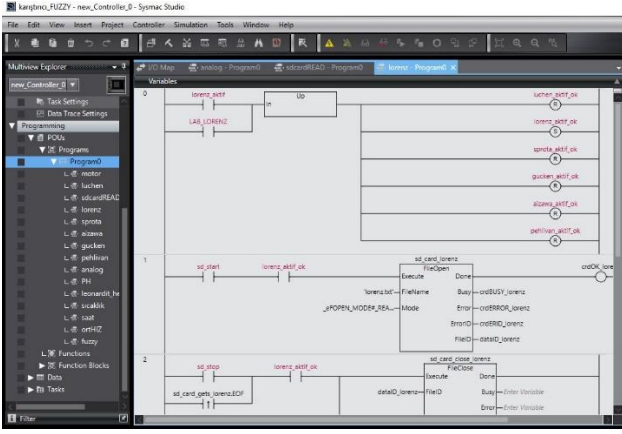 karıştırıcı_FUZZY - new_Controller_0 - Sysmac Studio
File Edit View Insert Project Controller Simulation Tools Window Help
Multiview Explorer
new_Controller_0
Task Settings
Data Trace Settings
Programming
POUs
Programs
Program0
motor
luchen
sdcardREAD
lorenz
sprota
aizawa
gucken
pehlivan
analog
PH
leonardit_he
sicaklik
saat
ortHIZ
fuzzy
Functions
Function Blocks
Data
Tasks
Filter
I/O Map analog - Program0 sdcardREAD - Program0 lorenz - Program0
Variables
0
lorenz_aktif
Up
In
LAB_LORENZ
luchen_aktif_ok
R
lorenz_aktif_ok
S
sprota_aktif_ok
R
gucken_aktif_ok
R
aizawa_aktif_ok
R
pehlivan_aktif_ok
R
1
sd_start
lorenz_aktif_ok
sd_card_lorenz
FileOpen
Execute Done
crdOK_lore
'lorenz.txt' FileName Busy crdBUSY_lorenz
_eFOPEN_MODE#_REA... Mode Error crdERROR_lorenz
ErrorID crdERID_lorenz
FileID dataID_lorenz
2
sd_stop
lorenz_aktif_ok
sd_card_close_lorenz
FileClose
Execute Done
sd_card_gets_lorenz.EOF
dataID_lorenz FileID Busy Enter Variable
Error Enter Variable